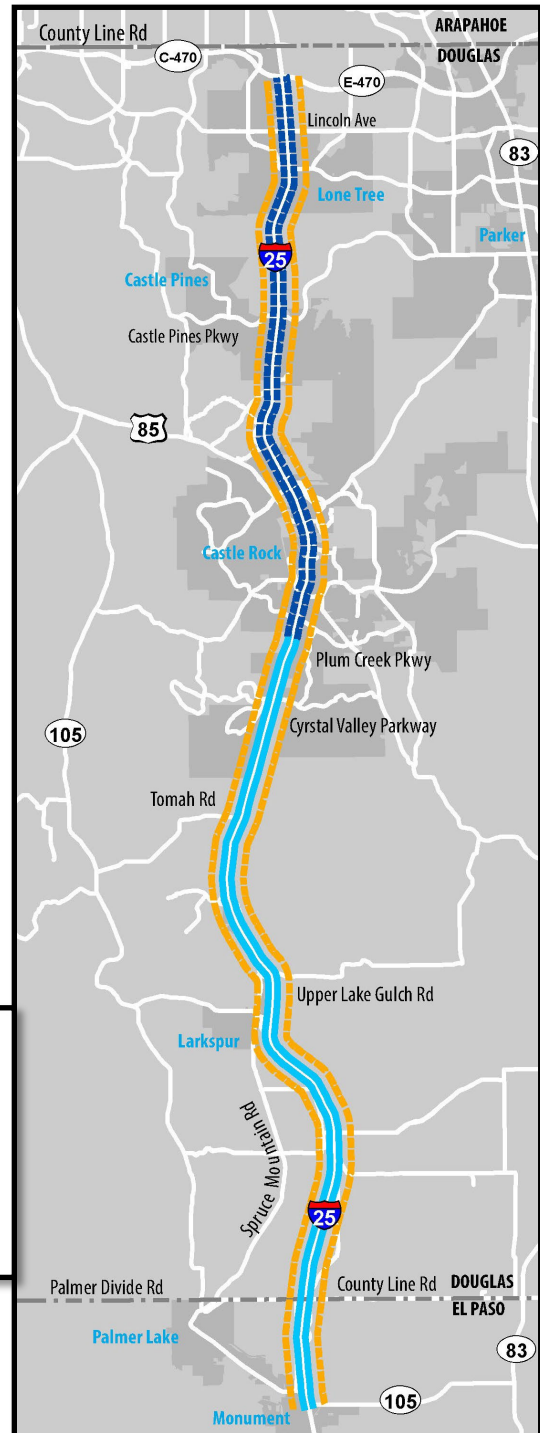 County Line Rd
ARAPAHOE
DOUGLAS
C-470
E-470
Lincoln Ave
83
Lone Tree
Parker
25
Castle Pines
Castle Pines Pkwy
85
Castle Rock
Plum Creek Pkwy
Cyrstal Valley Parkway
105
Tomah Rd
Upper Lake Gulch Rd
Larkspur
Spruce Mountain Rd
25
Palmer Divide Rd
County Line Rd
DOUGLAS
EL PASO
Palmer Lake
83
105
Monument